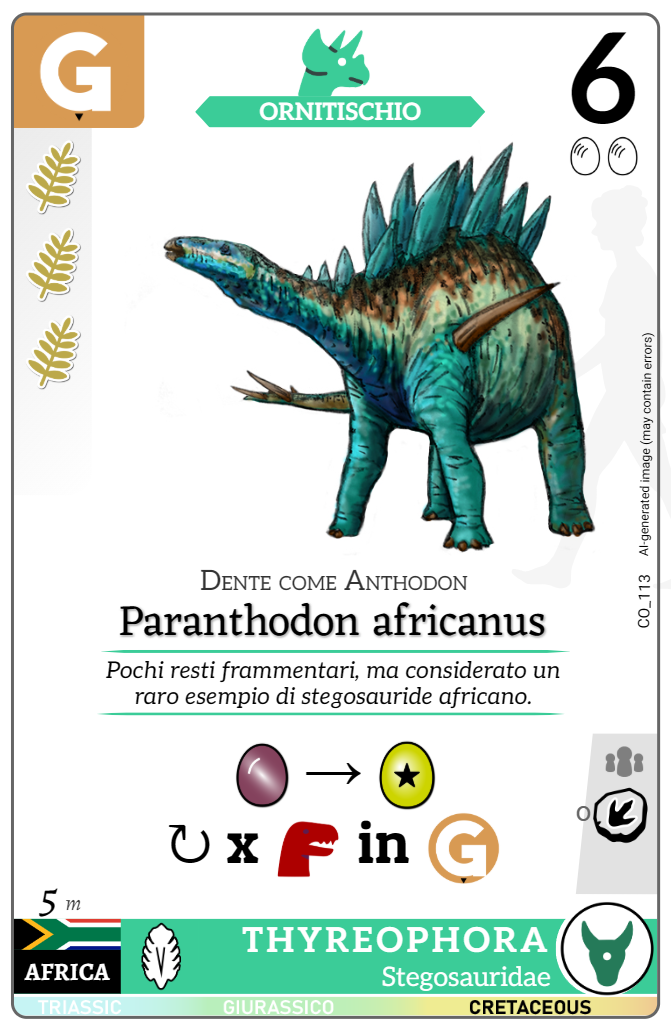 G
ORNITISCHIO
6
AI-generated image (may contain errors)
CO_113
DENTE COME ANTHODON
Paranthodon africanus
Pochi resti frammentari, ma considerato un
raro esempio di stegosauride africano.
x in G
O
5 m
AFRICA
THYREOPHORA
Stegosauridae
TRIASSIC GIURASSICO CRETACEOUS